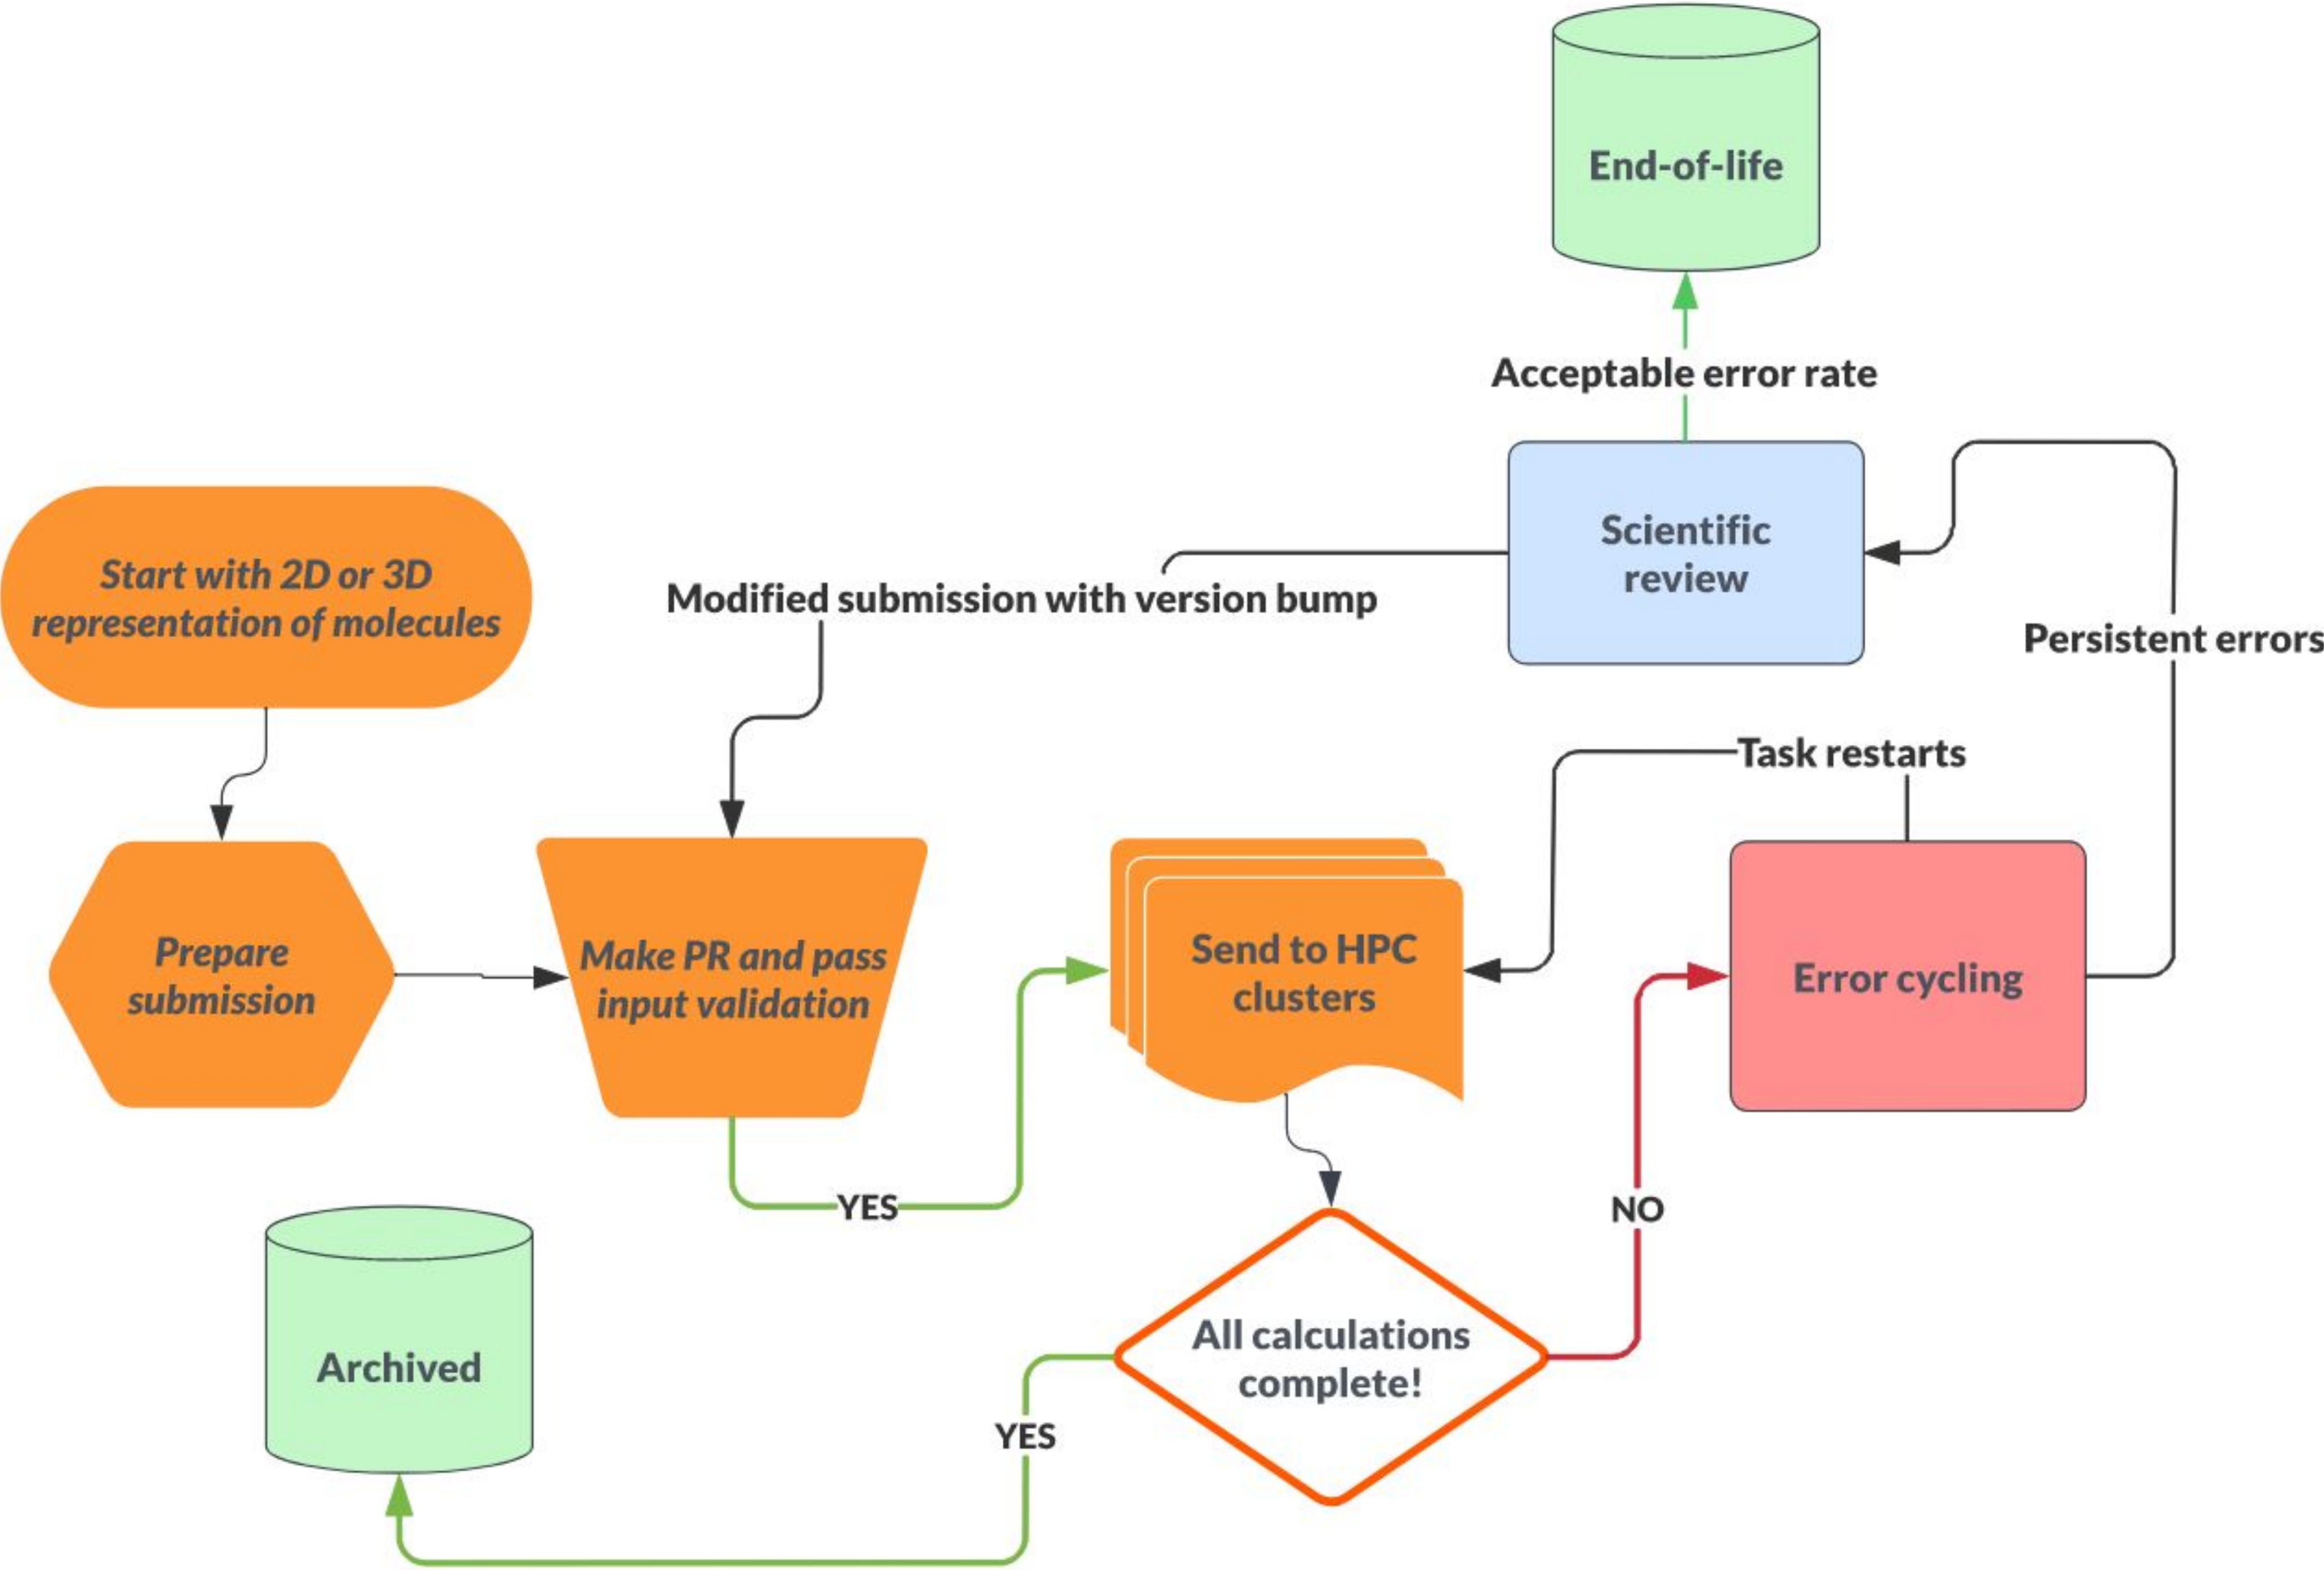 End-of-life
Acceptable error rate
Scientific
review
Start with 2D or 3D
representation of molecules
Modified submission with version bump
Persistent errors
Task restarts
Prepare
submission
Make PR and pass
input validation
Send to HPC
clusters
Error cycling
YES
NO
Archived
All calculations
complete!
YES